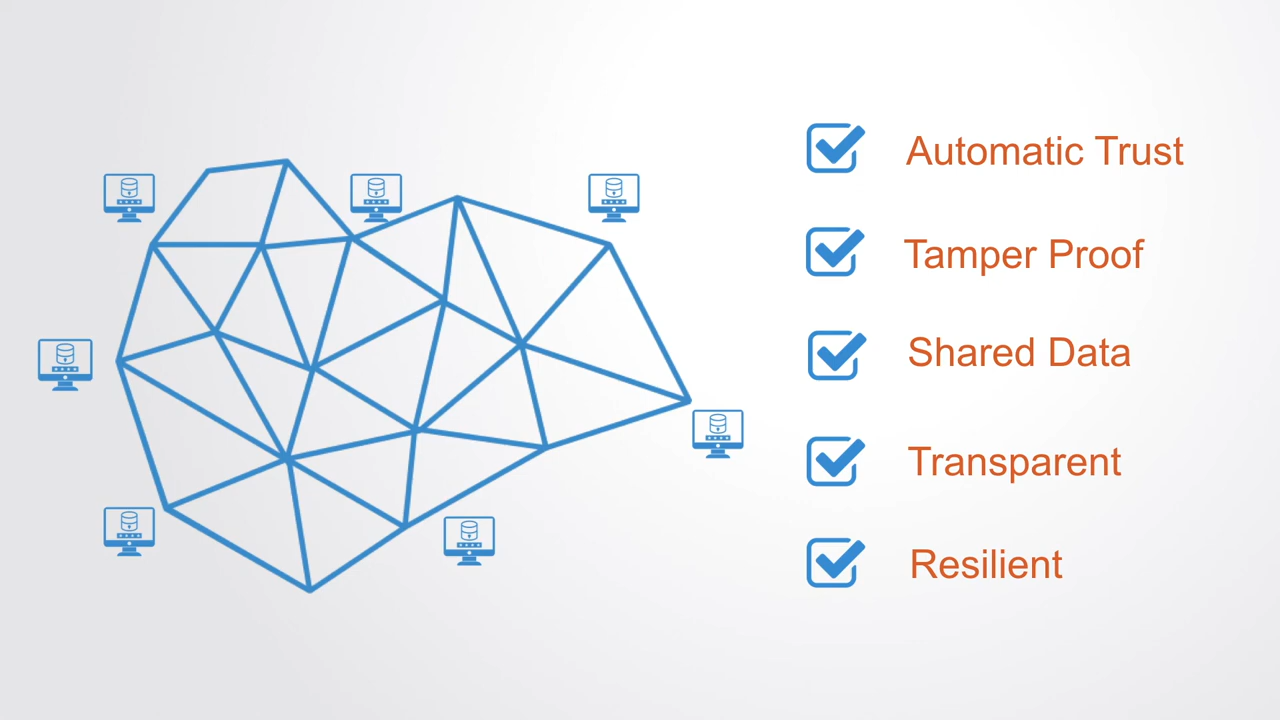 Automatic Trust
Tamper Proof
Shared Data
Transparent
Resilient